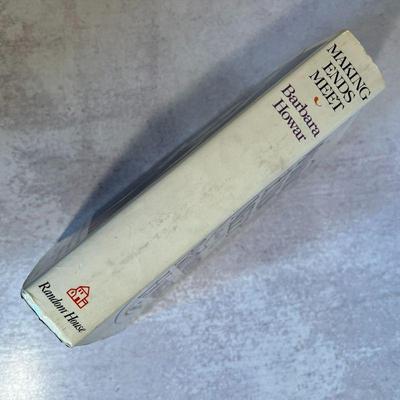 MAKING
ENDS
MEET
Barbara
Howar
Random House